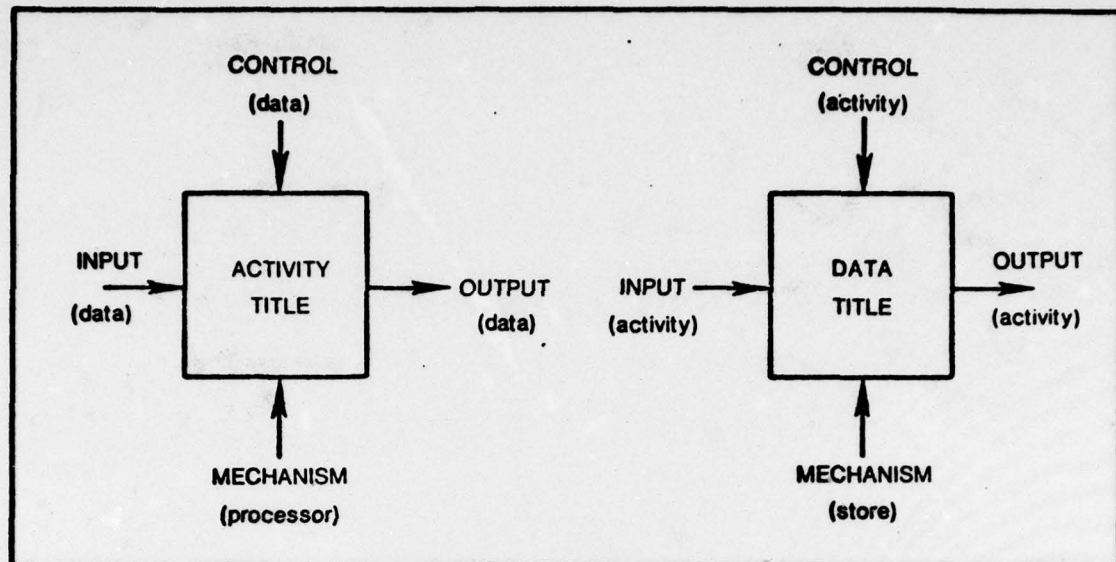 CONTROL
(data)
INPUT
(data)
ACTIVITY
TITLE
OUTPUT
(data)
MECHANISM
(processor)
CONTROL
(activity)
INPUT
(activity)
DATA
TITLE
OUTPUT
(activity)
MECHANISM
(store)